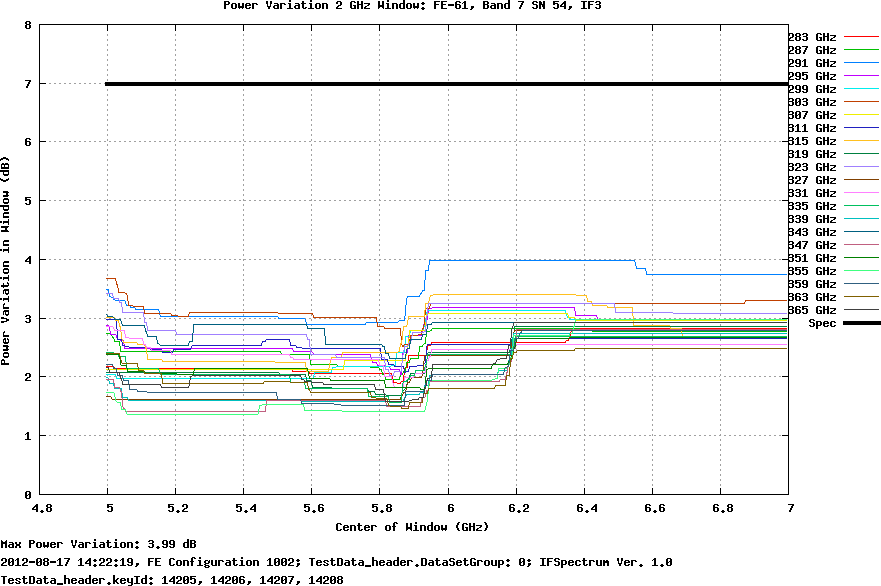 Power Variation 2 GHz Window: FE-61, Band 7 SN 54, IF3
8
7
6
5
4
3
2
1
0
Power Variation in Window (dB)
4.8 5 5.2 5.4 5.6 5.8 6 6.2 6.4 6.6 6.8 7
Center of Window (GHz)
283 GHz
287 GHz
291 GHz
295 GHz
299 GHz
303 GHz
307 GHz
311 GHz
315 GHz
319 GHz
323 GHz
327 GHz
331 GHz
335 GHz
339 GHz
343 GHz
347 GHz
351 GHz
355 GHz
359 GHz
363 GHz
365 GHz
Spec
Max Power Variation: 3.99 dB
2012-08-17 14:22:19, FE Configuration 1002; TestData_header.DataSetGroup: 0; IFSpectrum Ver. 1.0
TestData_header.keyId: 14205, 14206, 14207, 14208